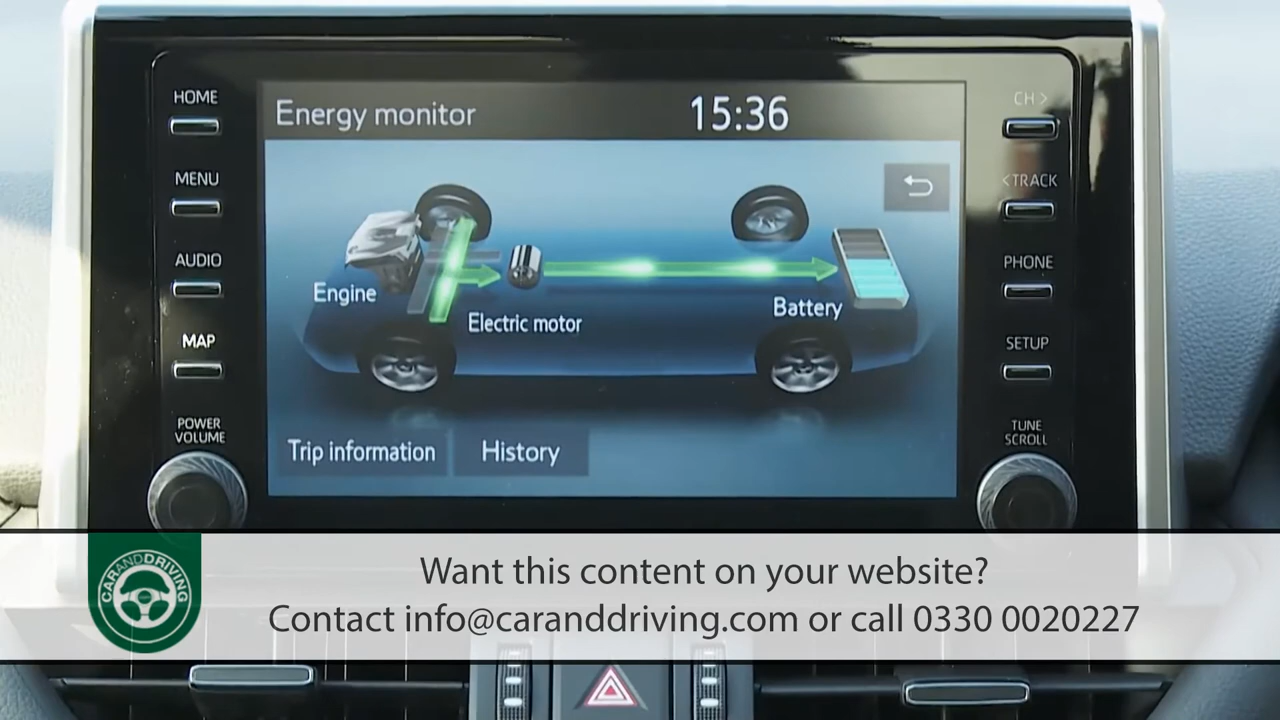 HOME
MENU
AUDIO
MAP
POWER
VOLUME
Energy monitor 15:36
Engine
Electric motor
Battery
Trip information
History
CH >
<TRACK
PHONE
SETUP
TUNE
SCROLL
CARANDDRIVING
Want this content on your website?
Contact info@caranddriving.com or call 0330 0020227